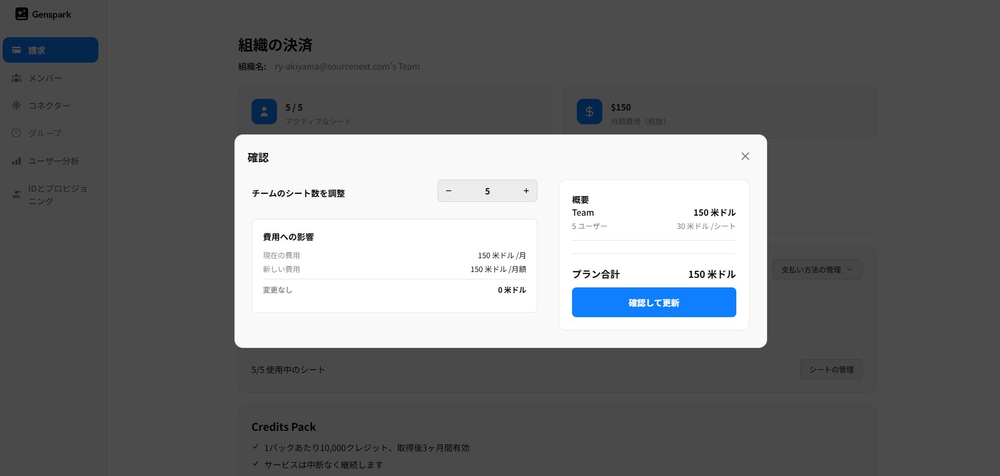 Genspark
請求
メンバー
コネクター
グループ
ユーザー分析
IDとプロビジョ
ニング
組織の決済
組織名: ry-akiyama@sourcenext.com's Team
5 / 5
アクティブなシート
$150
月額費用（税抜）
確認
チームのシート数を調整
− 5 +
費用への影響
現在の費用 150 米ドル /月
新しい費用 150 米ドル /月額
変更なし 0 米ドル
概要
Team 150 米ドル
5 ユーザー 30 米ドル /シート
プラン合計 150 米ドル
確認して更新
支払い方法の管理
5/5 使用中のシート
シートの管理
Credits Pack
1パックあたり10,000クレジット、取得後3ヶ月間有効
サービスは中断なく継続します